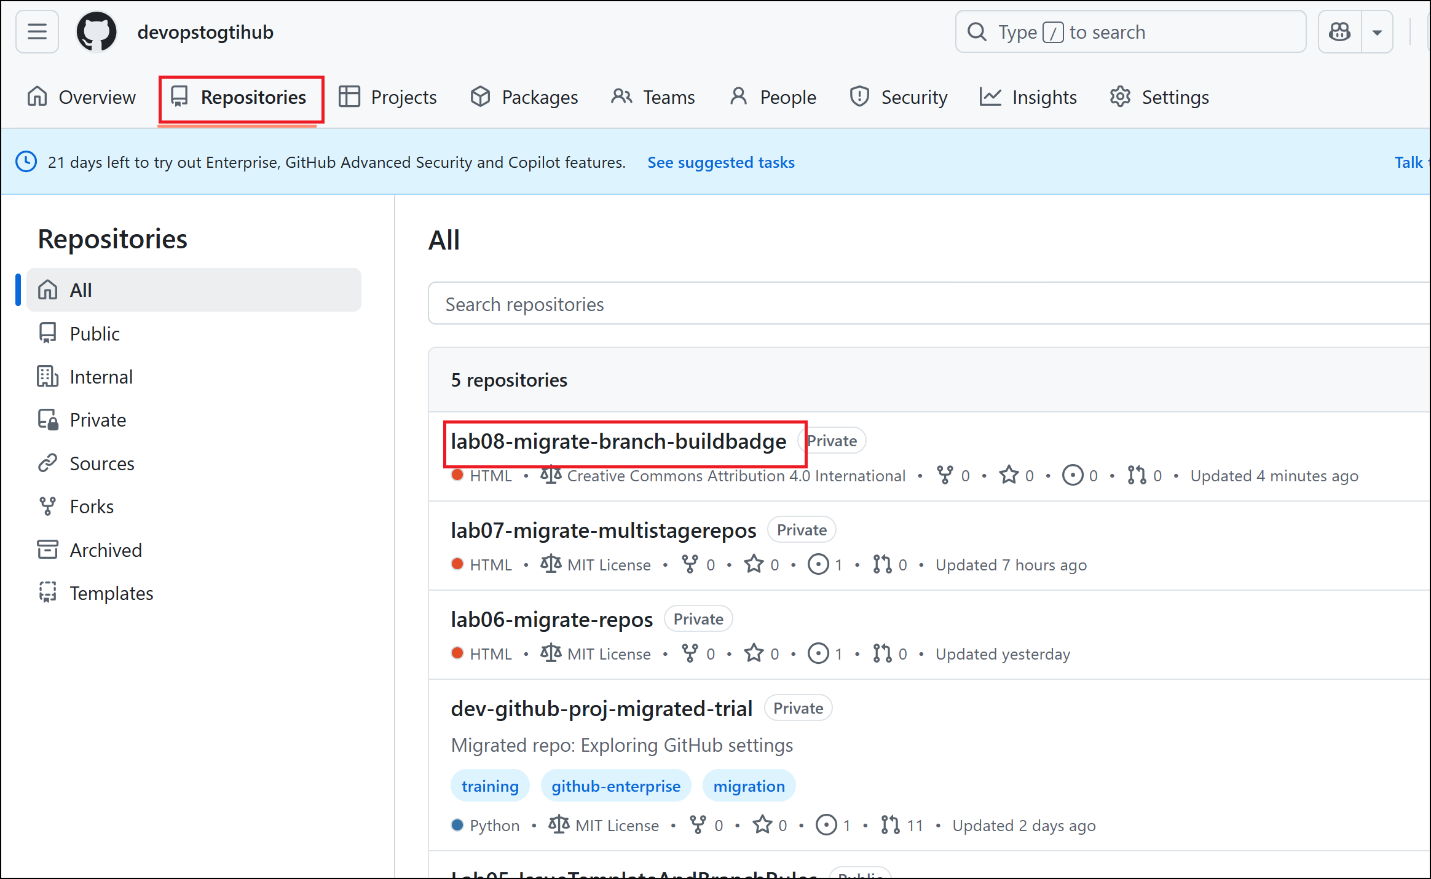 devopstogtihub
Type / to search
Overview Repositories Projects Packages Teams People Security Insights Settings
21 days left to try out Enterprise, GitHub Advanced Security and Copilot features. See suggested tasks Talk
Repositories
All
Public
Internal
Private
Sources
Forks
Archived
Templates
All
Search repositories
5 repositories
lab08-migrate-branch-buildbadge Private
HTML • Creative Commons Attribution 4.0 International • 0 • 0 • 0 • 0 • Updated 4 minutes ago
lab07-migrate-multistagerepos Private
HTML • MIT License • 0 • 0 • 1 • 0 • Updated 7 hours ago
lab06-migrate-repos Private
HTML • MIT License • 0 • 0 • 1 • 0 • Updated yesterday
dev-github-proj-migrated-trial Private
Migrated repo: Exploring GitHub settings
training github-enterprise migration
Python • MIT License • 0 • 0 • 1 • 11 • Updated 2 days ago
Lab05-IssueTemplateAndBranchRules Public